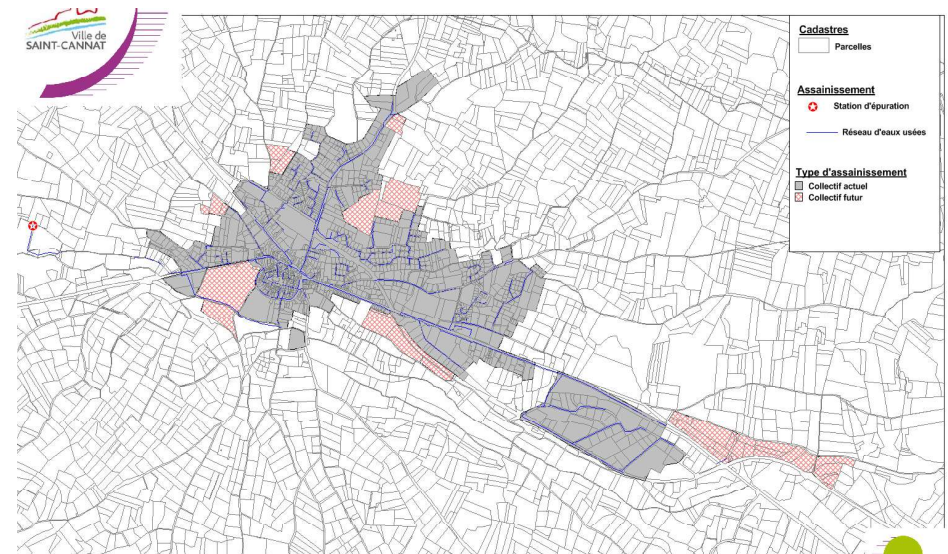 Ville de
SAINT-CANNAT
Cadastres
Parcelles
Assainissement
Station d'épuration
Réseau d'eaux usées
Type d'assainissement
Collectif actuel
Collectif futur